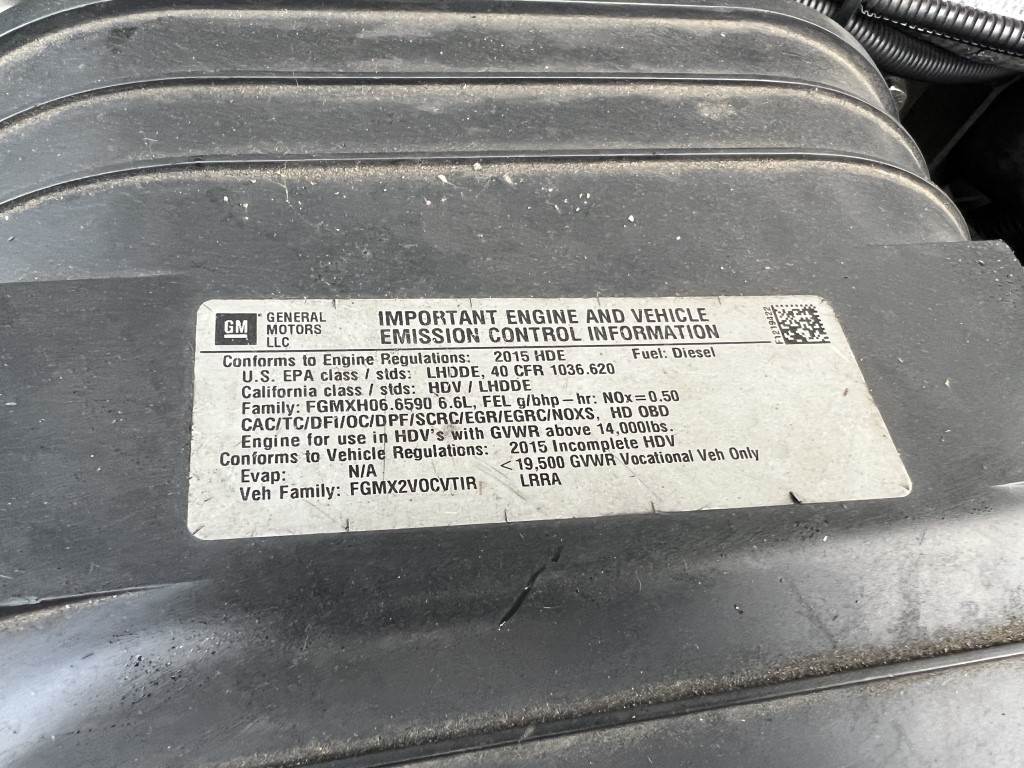 GM
GENERAL
MOTORS
LLC
IMPORTANT ENGINE AND VEHICLE
EMISSION CONTROL INFORMATION
F1219422
Conforms to Engine Regulations: 2015 HDE Fuel: Diesel
U.S. EPA class / stds: LHDDE, 40 CFR 1036.620
California class / stds: HDV / LHDDE
Family: FGMXH06.6590 6.6L, FEL g/bhp-hr: NOx=0.50
CAC/TC/DFI/OC/DPF/SCRC/EGR/EGRC/NOXS, HD OBD
Engine for use in HDV's with GVWR above 14,000lbs.
Conforms to Vehicle Regulations: 2015 Incomplete HDV
Evap: N/A <19,500 GVWR Vocational Veh Only
Veh Family: FGMX2VOCVTIR LRRA